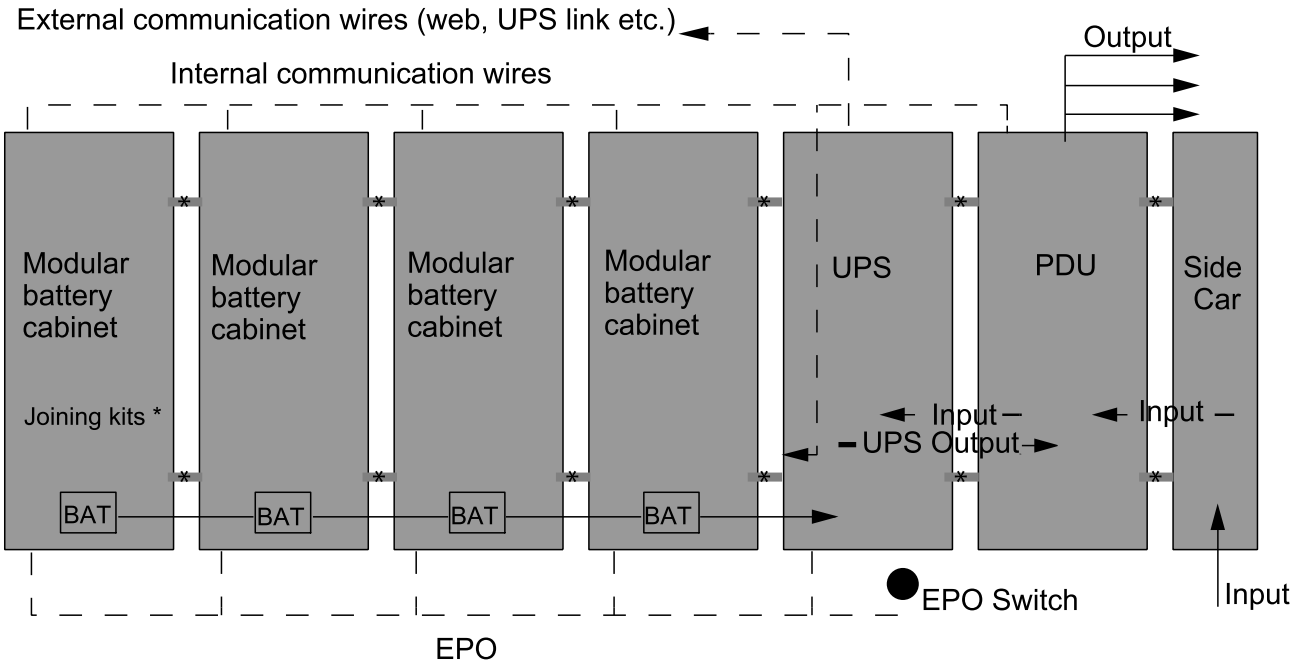 External communication wires (web, UPS link etc.)
Output
Internal communication wires
* * * * * *
Modular
battery
cabinet
Modular
battery
cabinet
Modular
battery
cabinet
Modular
battery
cabinet
UPS
PDU
Side
Car
Joining kits *
Input
Input
UPS Output
* * * * * *
BAT
BAT
BAT
BAT
EPO Switch
Input
EPO